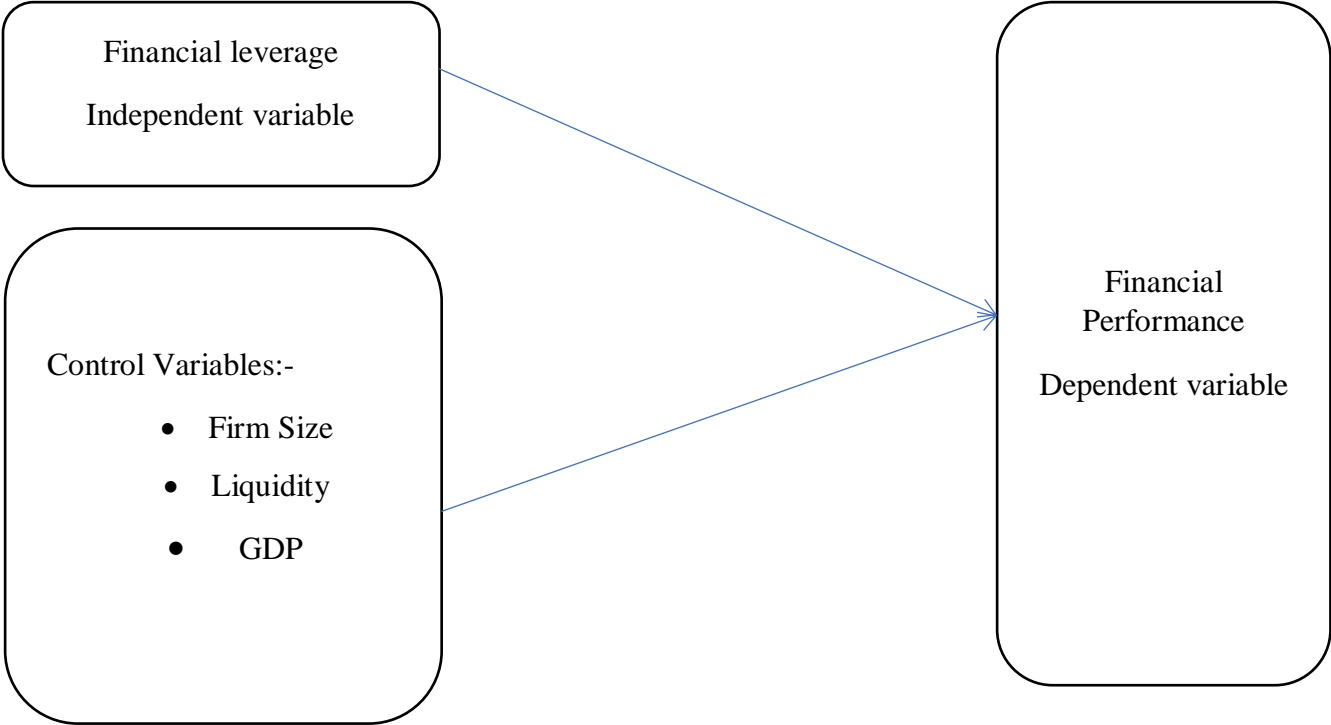 Financial leverage
Independent variable
Control Variables:-
• Firm Size
• Liquidity
• GDP
Financial
Performance
Dependent variable